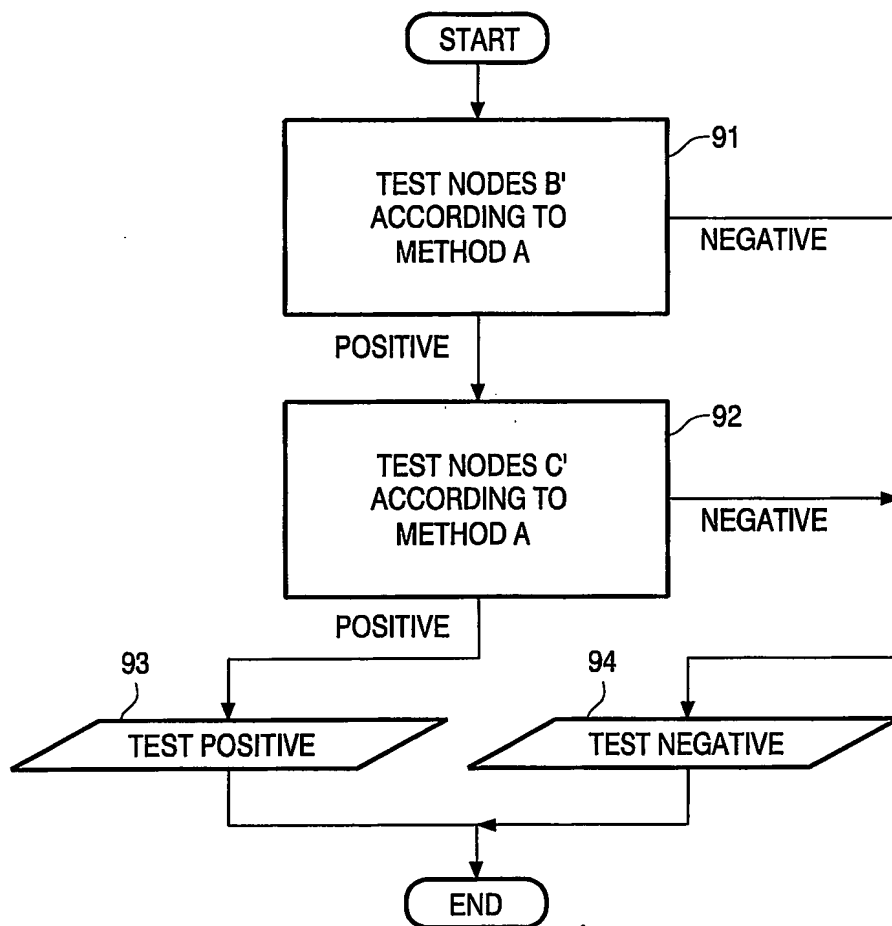 START
91
TEST NODES B'
ACCORDING TO
METHOD A
NEGATIVE
POSITIVE
92
TEST NODES C'
ACCORDING TO
METHOD A
NEGATIVE
POSITIVE
93
94
TEST POSITIVE
TEST NEGATIVE
END